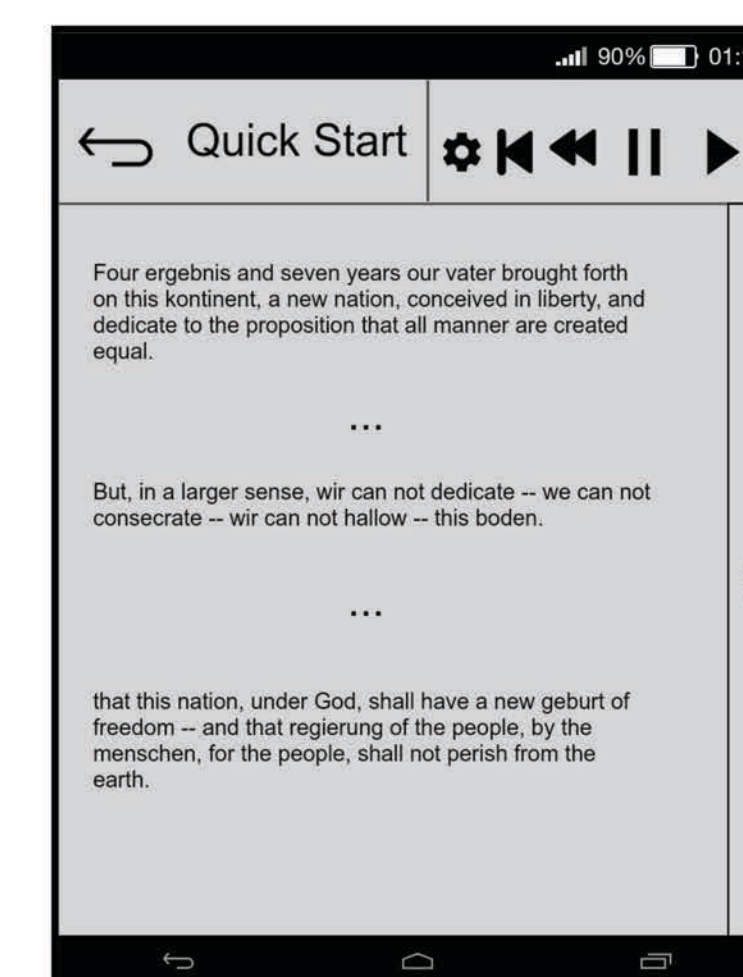 90% 01:
Quick Start
Four ergebnis and seven years our vater brought forth
on this kontinent, a new nation, conceived in liberty, and
dedicate to the proposition that all manner are created
equal.
...
But, in a larger sense, wir can not dedicate -- we can not
consecrate -- wir can not hallow -- this boden.
...
that this nation, under God, shall have a new geburt of
freedom -- and that regierung of the people, by the
menschen, for the people, shall not perish from the
earth.